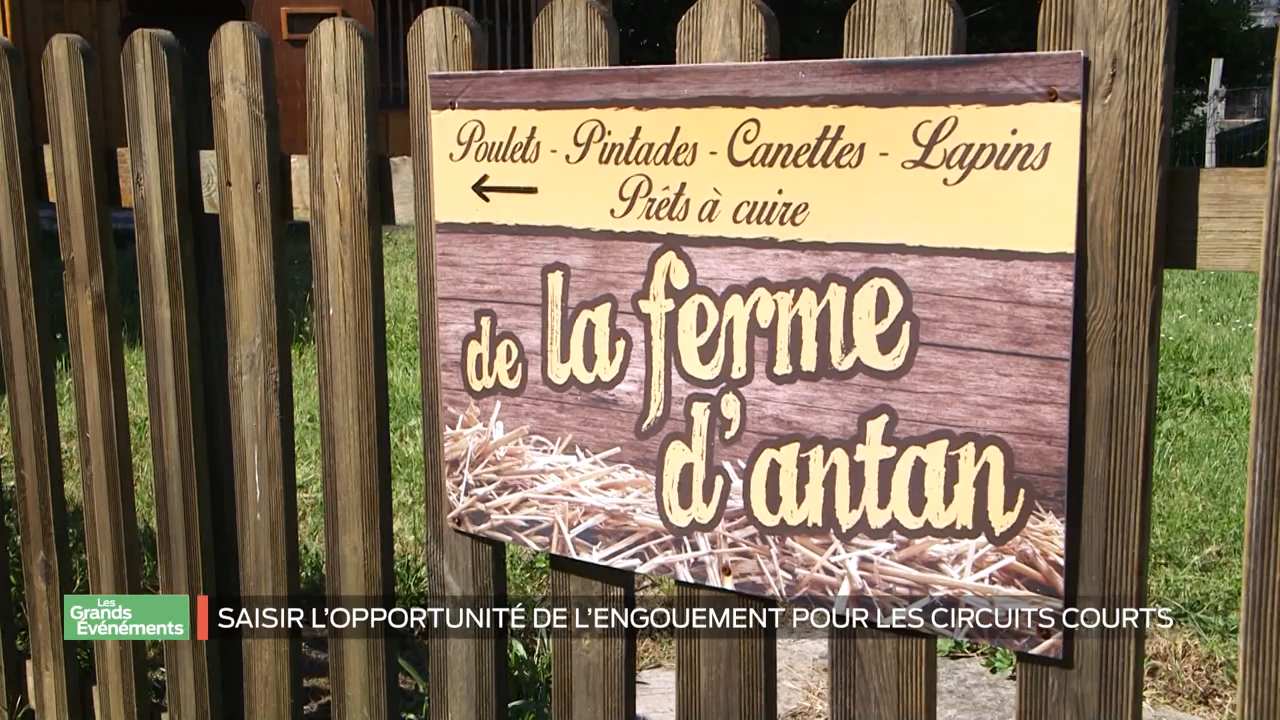 Poulets - Pintades - Canettes - Lapins
Prêts à cuire
de la ferme
d'antan
Les
Grands
Evénéments
SAISIR L'OPPORTUNITÉ DE L'ENGOUEMENT POUR LES CIRCUITS COURTS